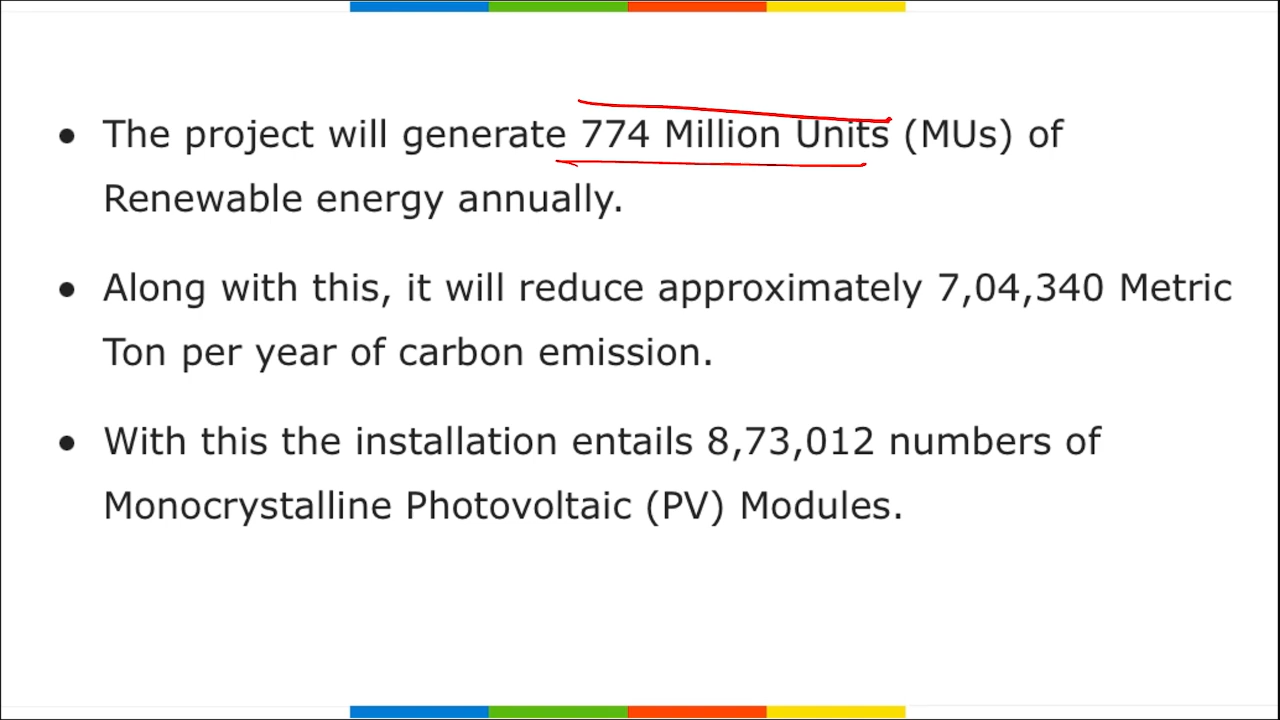 ● The project will generate 774 Million Units (MUs) of
Renewable energy annually.
● Along with this, it will reduce approximately 7,04,340 Metric
Ton per year of carbon emission.
● With this the installation entails 8,73,012 numbers of
Monocrystalline Photovoltaic (PV) Modules.